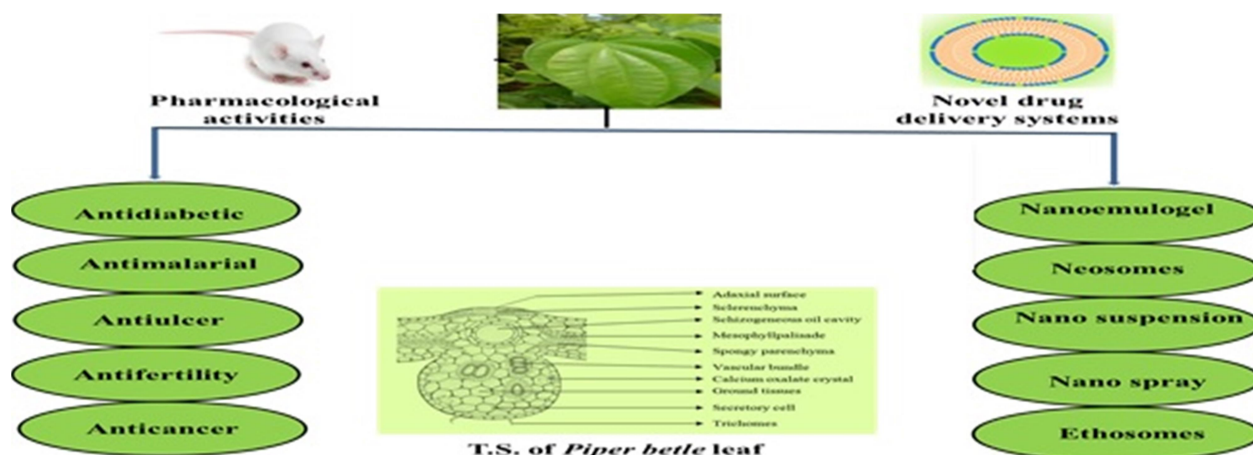 Pharmacological
activities
Novel drug
delivery systems
Antidiabetic
Antimalarial
Antiulcer
Antifertility
Anticancer
Adaxial surface
Sclerenchyma
Schizogeneous oil cavity
Mesophyllpalisade
Spongy parenchyma
Vascular bundle
Calcium oxalate crystal
Ground tissues
Secretory cell
Trichomes
T.S. of Piper betle leaf
Nanoemulogel
Neosomes
Nano suspension
Nano spray
Ethosomes